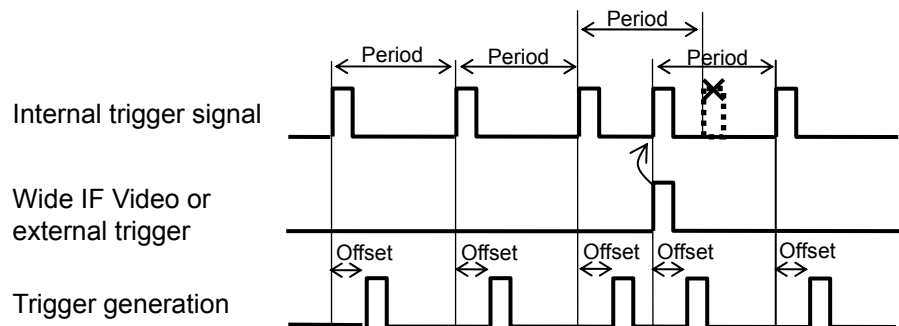 Period
Period
Period
Period
Internal trigger signal
Wide IF Video or
external trigger
Offset
Offset
Offset
Offset
Offset
Trigger generation